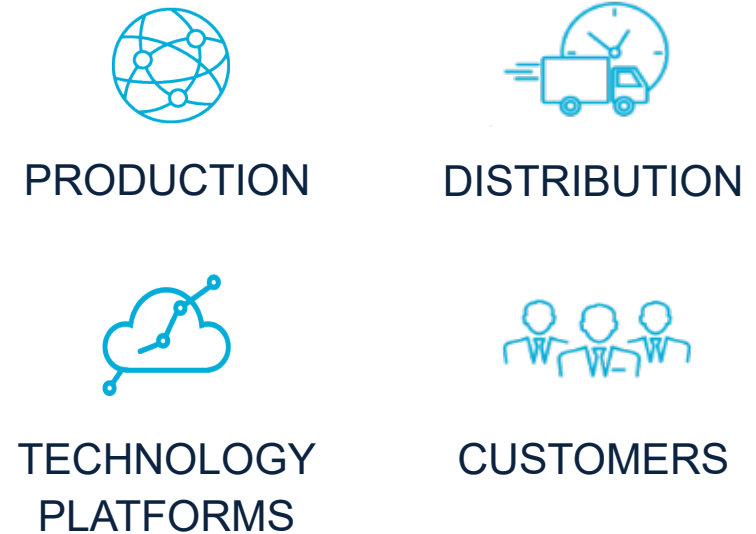 PRODUCTION
DISTRIBUTION
TECHNOLOGY
PLATFORMS
CUSTOMERS